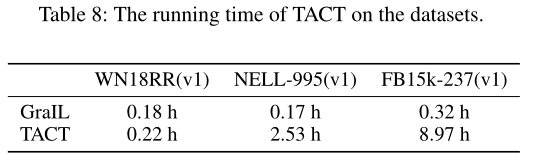 Table 8: The running time of TACT on the datasets.
WN18RR(v1) NELL-995(v1) FB15k-237(v1)
GraIL 0.18 h 0.17 h 0.32 h
TACT 0.22 h 2.53 h 8.97 h